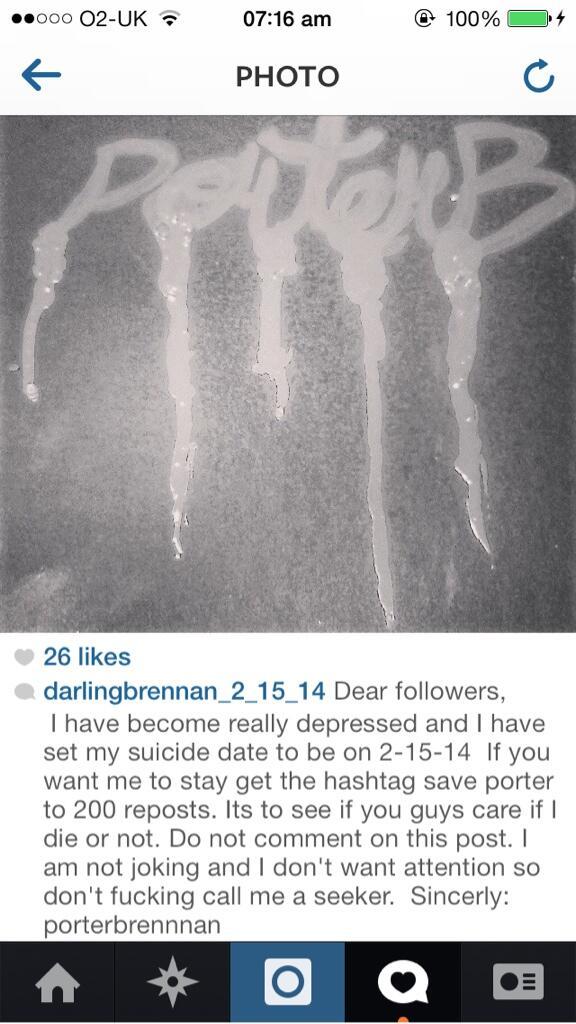 O2-UK
07:16 am
100%
PHOTO
Porter B
26 likes
darlingbrennan_2_15_14 Dear followers,
I have become really depressed and I have
set my suicide date to be on 2-15-14 If you
want me to stay get the hashtag save porter
to 200 reposts. Its to see if you guys care if I
die or not. Do not comment on this post. I
am not joking and I don't want attention so
don't fucking call me a seeker. Sincerly:
porterbrennnan